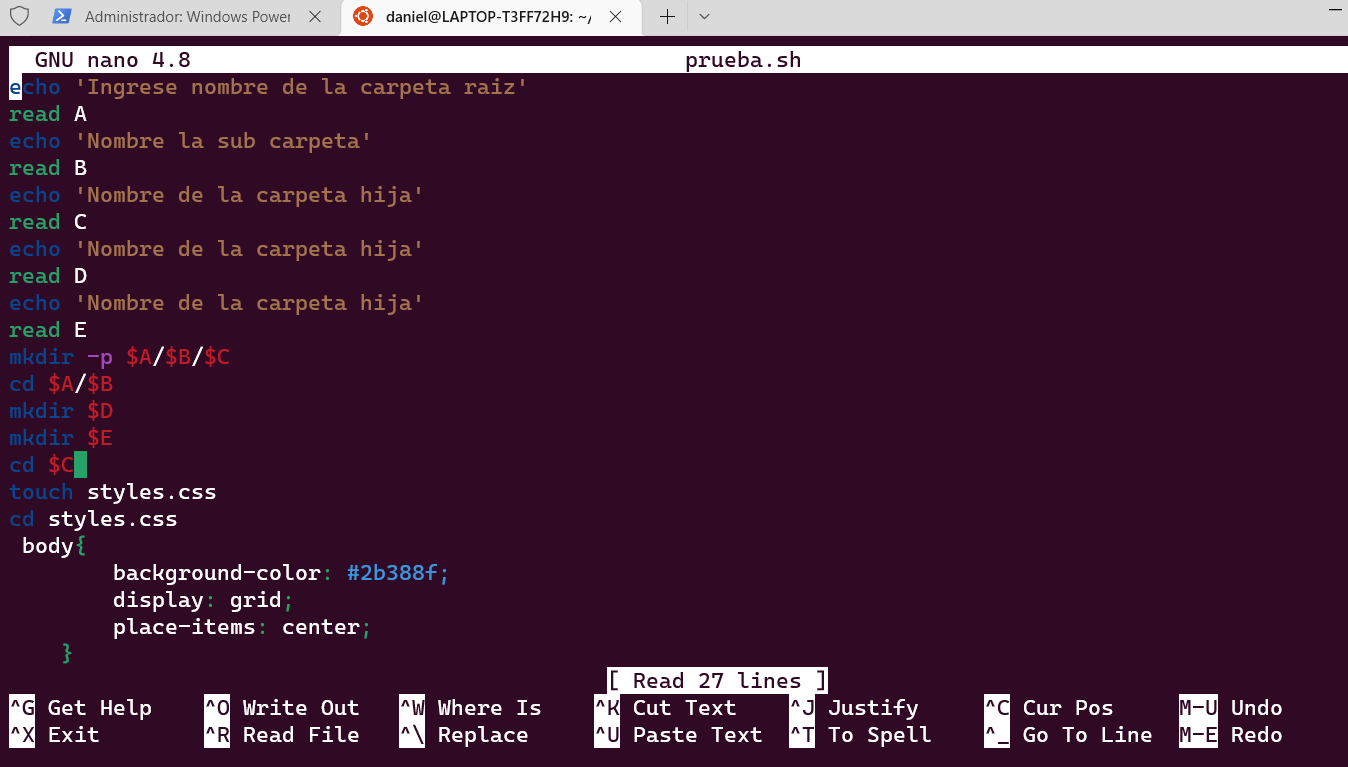 Administrador: Windows Power
daniel@LAPTOP-T3FF72H9: ~/
GNU nano 4.8 prueba.sh
echo 'Ingrese nombre de la carpeta raiz'
read A
echo 'Nombre la sub carpeta'
read B
echo 'Nombre de la carpeta hija'
read C
echo 'Nombre de la carpeta hija'
read D
echo 'Nombre de la carpeta hija'
read E
mkdir -p $A/$B/$C
cd $A/$B
mkdir $D
mkdir $E
cd $C
touch styles.css
cd styles.css
body{
background-color: #2b388f;
display: grid;
place-items: center;
}
[ Read 27 lines ]
^G Get Help ^O Write Out ^W Where Is ^K Cut Text ^J Justify ^C Cur Pos M-U Undo
^X Exit ^R Read File ^\ Replace ^U Paste Text ^T To Spell ^_ Go To Line M-E Redo